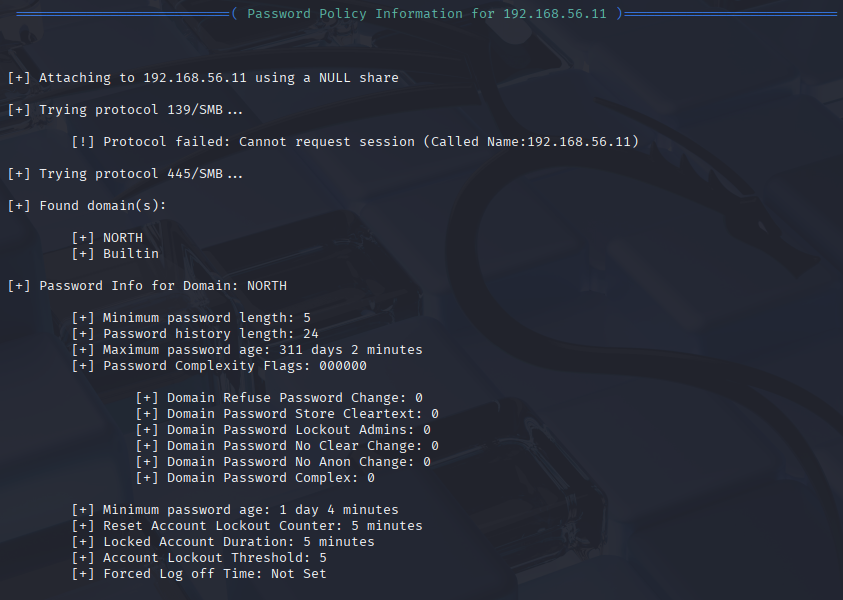 ( Password Policy Information for 192.168.56.11 )
[+] Attaching to 192.168.56.11 using a NULL share
[+] Trying protocol 139/SMB...
[!] Protocol failed: Cannot request session (Called Name:192.168.56.11)
[+] Trying protocol 445/SMB...
[+] Found domain(s):
[+] NORTH
[+] Builtin
[+] Password Info for Domain: NORTH
[+] Minimum password length: 5
[+] Password history length: 24
[+] Maximum password age: 311 days 2 minutes
[+] Password Complexity Flags: 000000
[+] Domain Refuse Password Change: 0
[+] Domain Password Store Cleartext: 0
[+] Domain Password Lockout Admins: 0
[+] Domain Password No Clear Change: 0
[+] Domain Password No Anon Change: 0
[+] Domain Password Complex: 0
[+] Minimum password age: 1 day 4 minutes
[+] Reset Account Lockout Counter: 5 minutes
[+] Locked Account Duration: 5 minutes
[+] Account Lockout Threshold: 5
[+] Forced Log off Time: Not Set